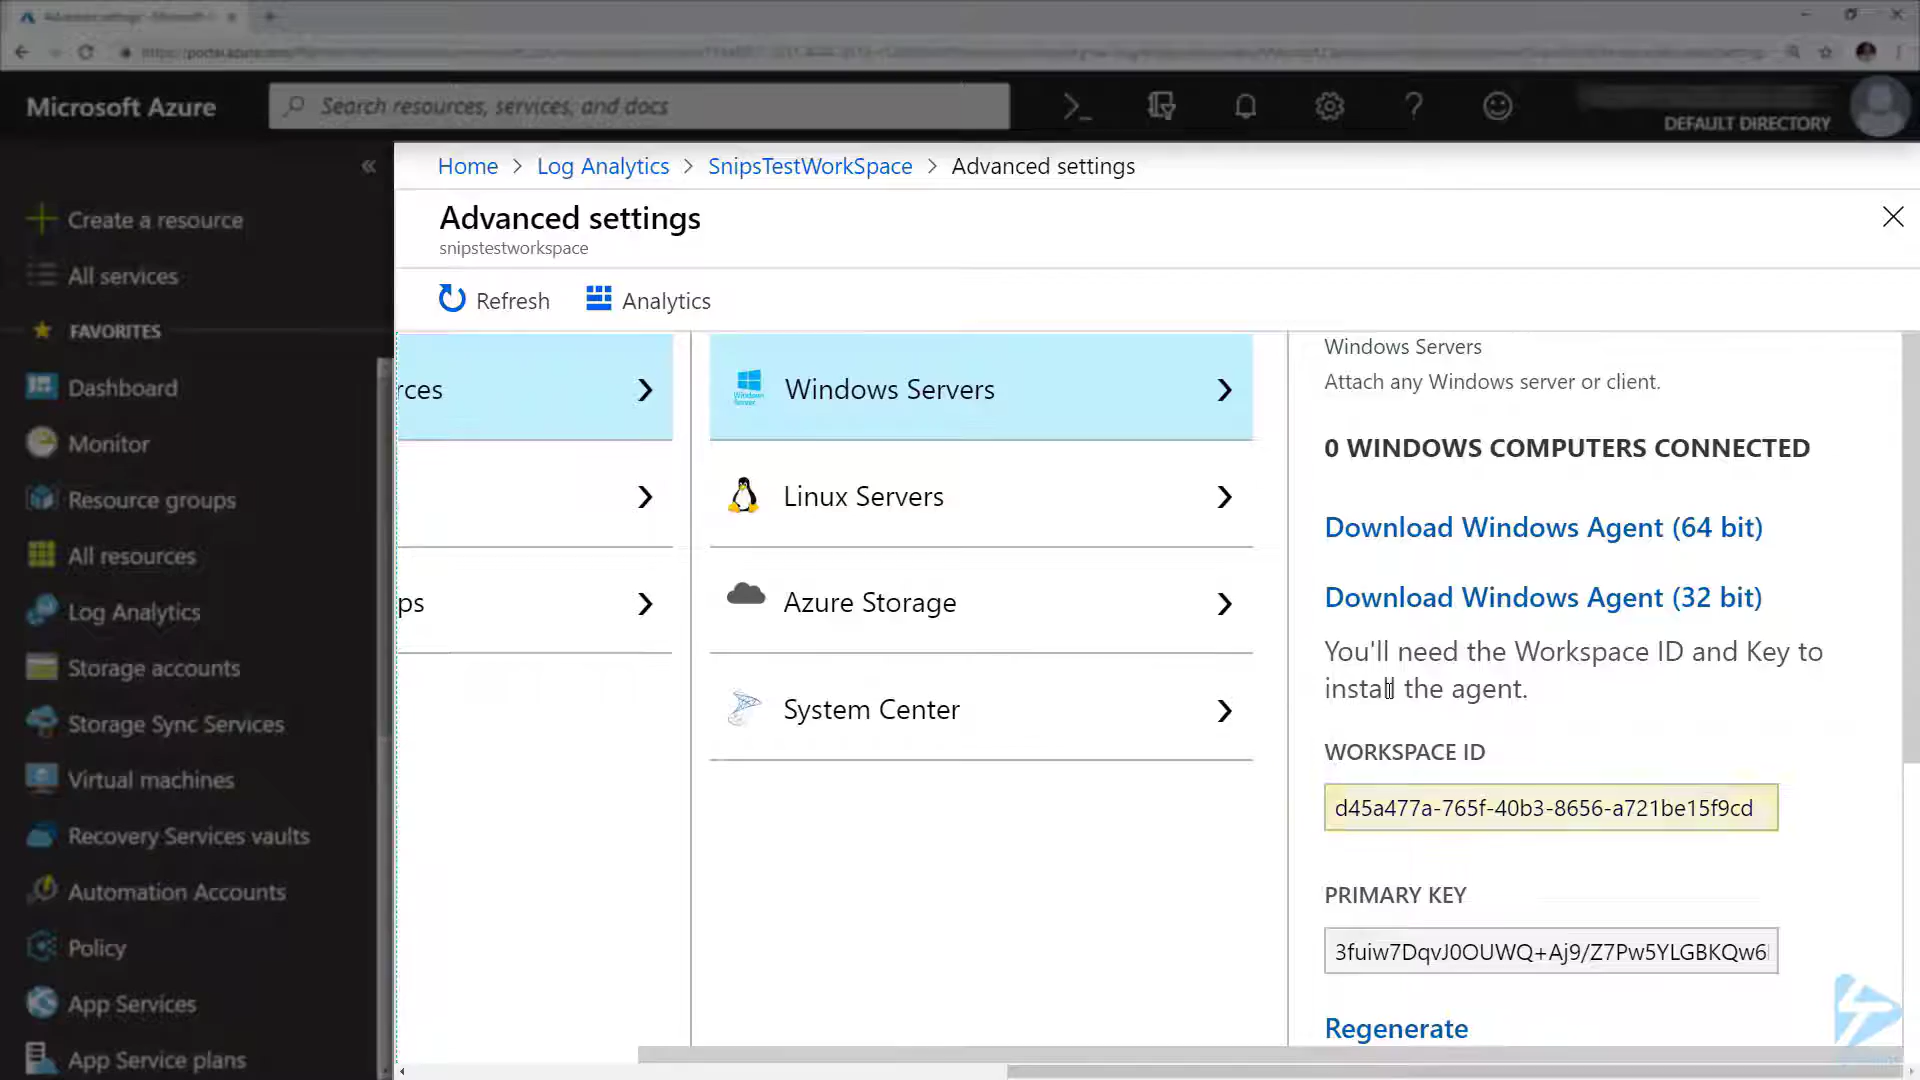 Microsoft Azure
Search resources, services, and docs
DEFAULT DIRECTORY
Create a resource
All services
FAVORITES
Dashboard
Monitor
Resource groups
All resources
Log Analytics
Storage accounts
Storage Sync Services
Virtual machines
Recovery Services vaults
Automation Accounts
Policy
App Services
App Service plans
Home > Log Analytics > SnipsTestWorkSpace > Advanced settings
Advanced settings
snipstestworkspace
Refresh
Analytics
rces
ps
Windows Servers
Linux Servers
Azure Storage
System Center
Windows Servers
Attach any Windows server or client.
0 WINDOWS COMPUTERS CONNECTED
Download Windows Agent (64 bit)
Download Windows Agent (32 bit)
You'll need the Workspace ID and Key to
install the agent.
WORKSPACE ID
d45a477a-765f-40b3-8656-a721be15f9cd
PRIMARY KEY
3fuiw7DqvJ0OUWQ+Aj9/Z7Pw5YLGBKQw6
Regenerate